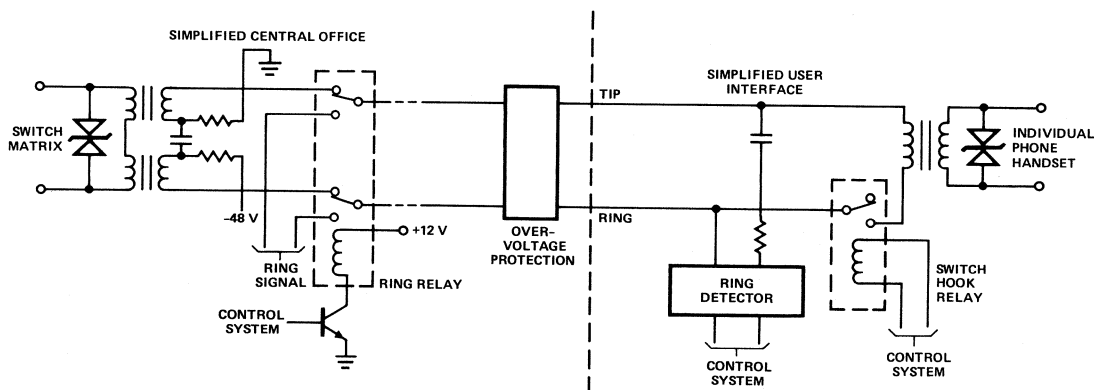 SIMPLIFIED CENTRAL OFFICE
SWITCH
MATRIX
–48 V
RING
SIGNAL
+12 V
RING RELAY
CONTROL
SYSTEM
OVER-
VOLTAGE
PROTECTION
TIP
RING
SIMPLIFIED USER
INTERFACE
RING
DETECTOR
CONTROL
SYSTEM
SWITCH
HOOK
RELAY
CONTROL
SYSTEM
INDIVIDUAL
PHONE
HANDSET